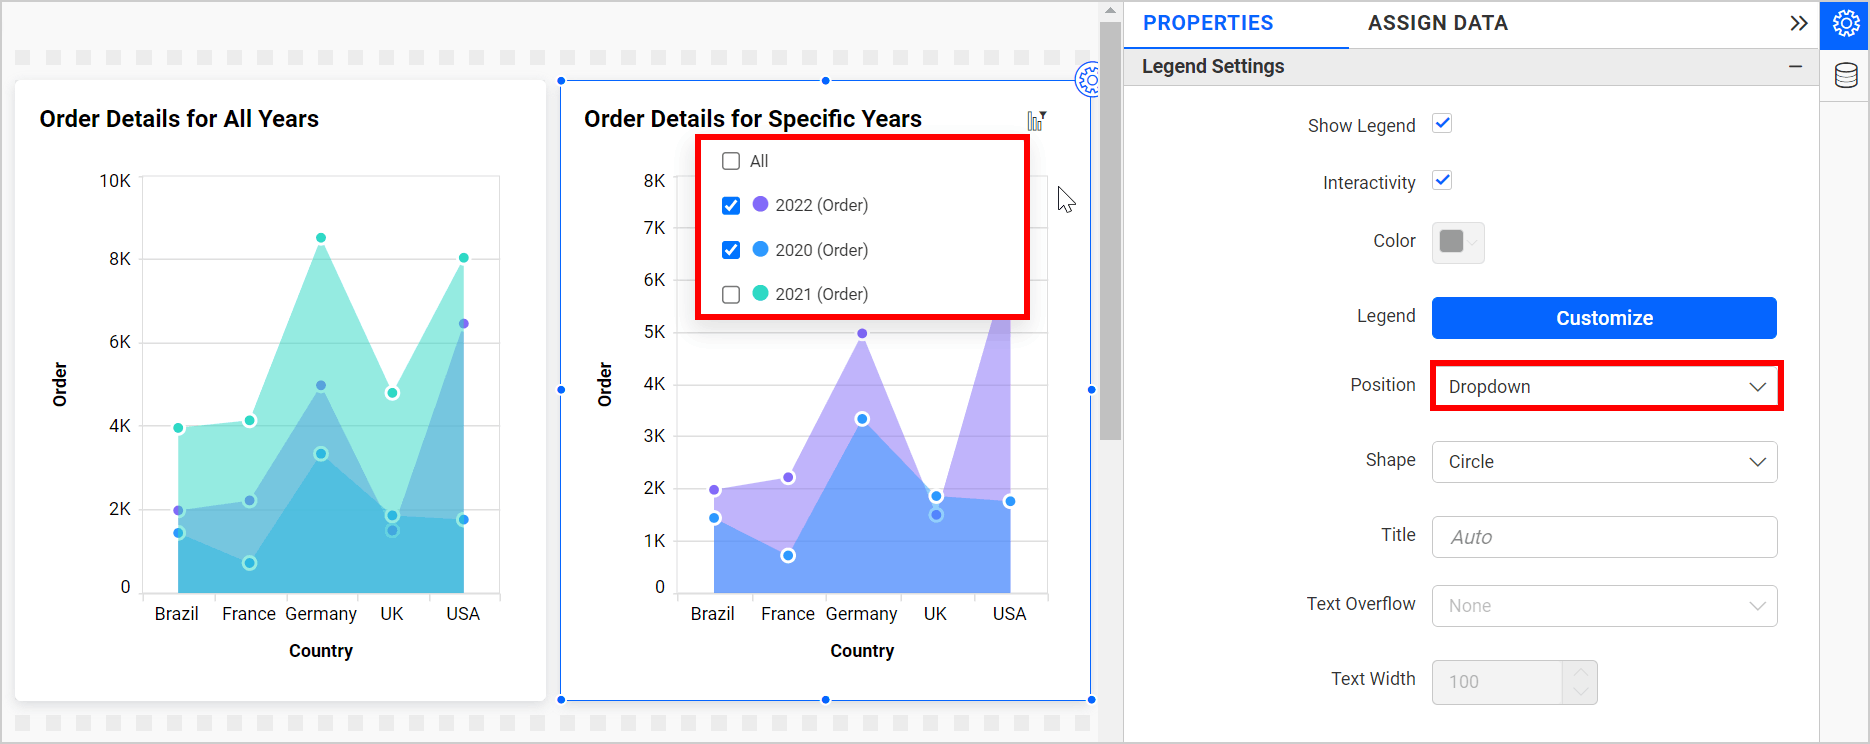 Order Details for All Years
10K
8K
6K
4K
2K
0
Order
Brazil France Germany UK USA
Country
Order Details for Specific Years
All
2022 (Order)
2020 (Order)
2021 (Order)
8K
7K
6K
5K
4K
3K
2K
1K
0
Order
Brazil France Germany UK USA
Country
PROPERTIES ASSIGN DATA
Legend Settings
Show Legend
Interactivity
Color
Legend Customize
Position Dropdown
Shape Circle
Title Auto
Text Overflow None
Text Width 100